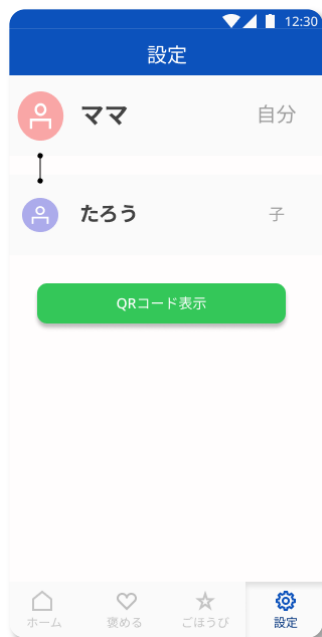 12:30
設定
ママ 自分
たろう 子
QRコード表示
ホーム 褒める ごほうび 設定